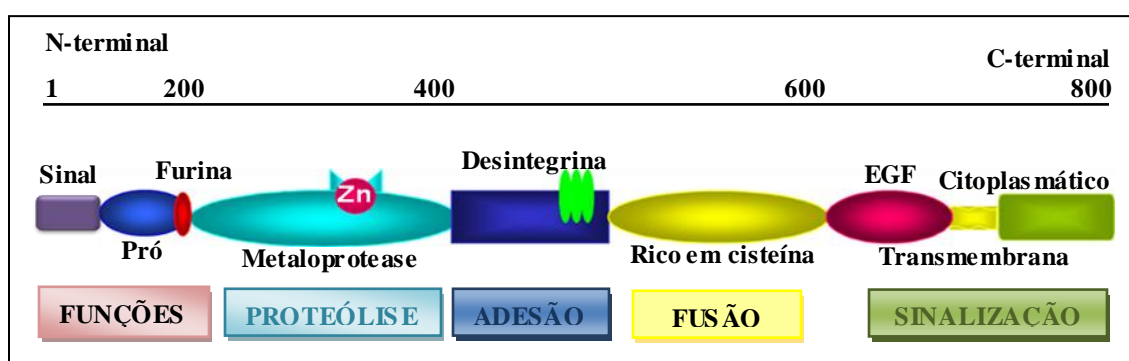 N-terminal
C-terminal
1 200 400 600 800
Sinal Furina Desintegrina EGF Citoplasmático
Zn
Pró Metaloprotease Rico em cisteína Transmembrana
FUNÇÕES PROTEÓLISE ADESÃO FUSÃO SINALIZAÇÃO